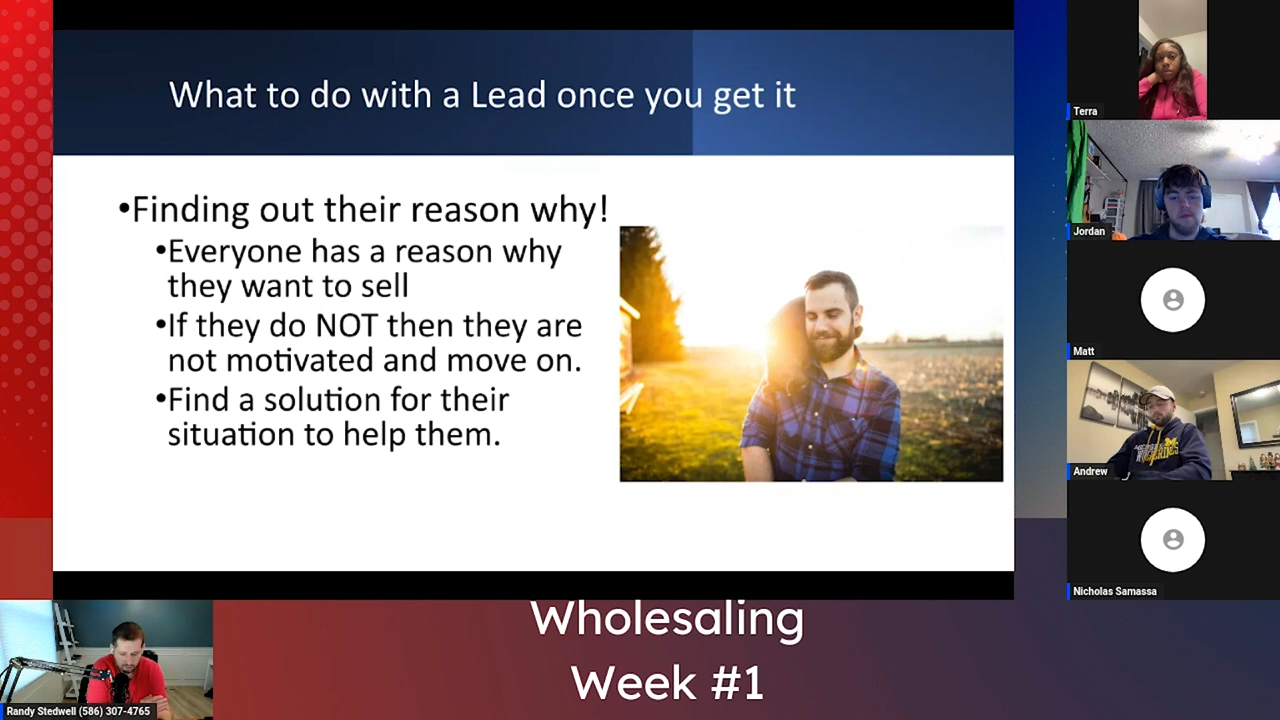 What to do with a Lead once you get it
•Finding out their reason why!
•Everyone has a reason why
they want to sell
•If they do NOT then they are
not motivated and move on.
•Find a solution for their
situation to help them.
Terra
Jordan
Matt
Andrew
Nicholas Samassa
Wholesaling
Week #1
Randy Stedwell (586) 307-4765